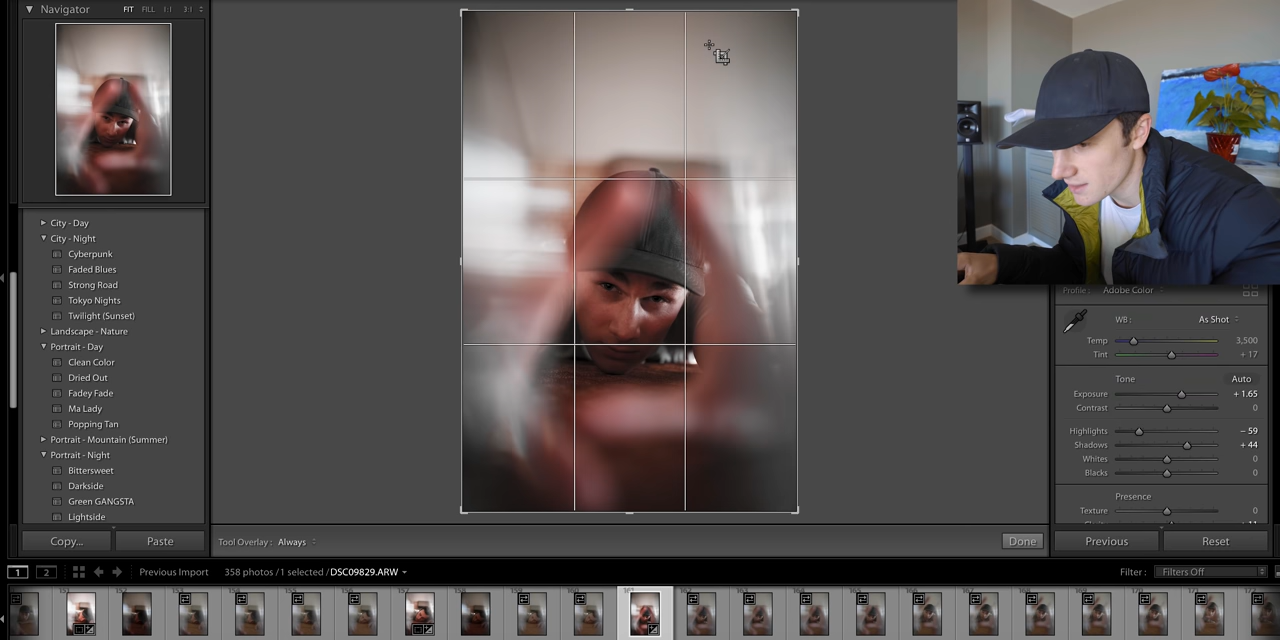 Navigator FIT FILL 1:1 3:1
City - Day
City - Night
Cyberpunk
Faded Blues
Strong Road
Tokyo Nights
Twilight (Sunset)
Landscape - Nature
Portrait - Day
Clean Color
Dried Out
Fadey Fade
Ma Lady
Popping Tan
Portrait - Mountain (Summer)
Portrait - Night
Bittersweet
Darkside
Green GANGSTA
Lightside
Copy... Paste
Tool Overlay : Always
Done
Profile : Adobe Color
WB : As Shot
Temp 3,500
Tint + 17
Tone Auto
Exposure + 1.65
Contrast 0
Highlights – 59
Shadows + 44
Whites 0
Blacks 0
Presence
Texture 0
Previous Reset
1 2 Previous Import 358 photos / 1 selected / DSC09829.ARW
Filter : Filters Off